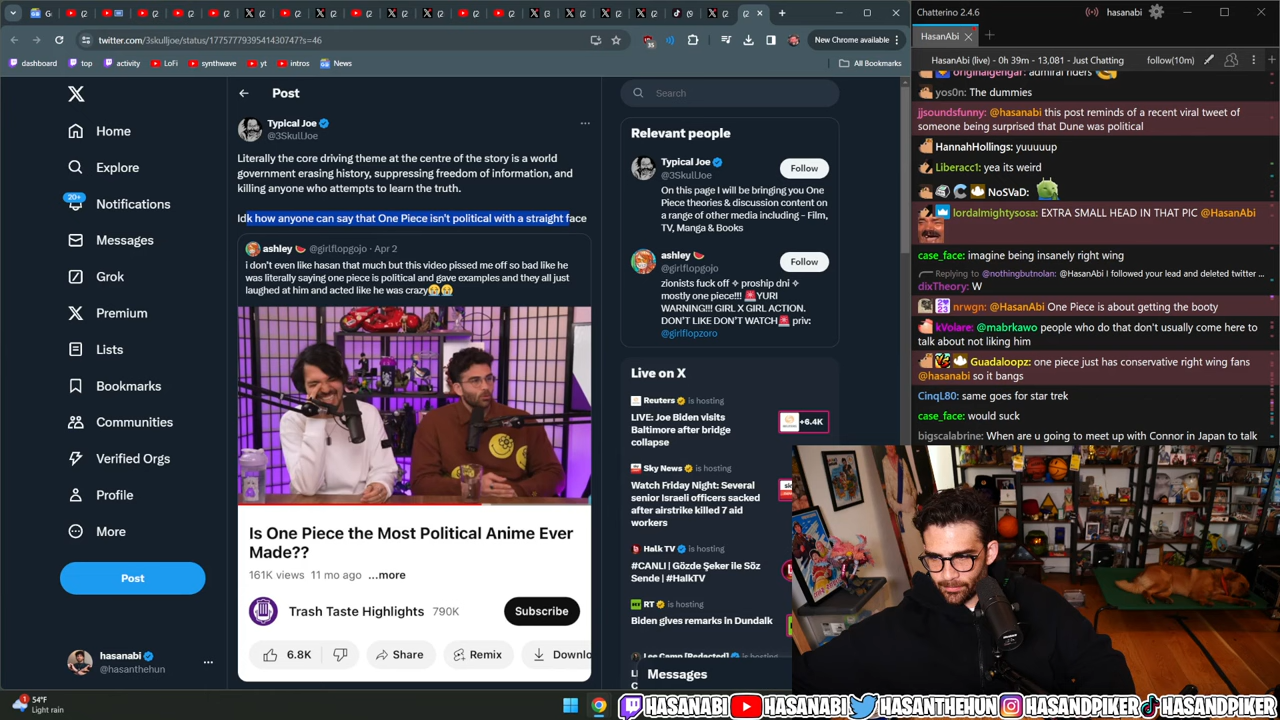 twitter.com/3skulljoe/status/1775777939541430747?s=46
New Chrome available
dashboard
top
activity
LoFi
synthwave
yt
intros
News
All Bookmarks
Home
Explore
20+
Notifications
Messages
Grok
Premium
Lists
Bookmarks
Communities
Verified Orgs
Profile
More
Post
hasanabi
@hasanthehun
Post
Typical Joe
@3SkullJoe
Literally the core driving theme at the centre of the story is a world
government erasing history, suppressing freedom of information, and
killing anyone who attempts to learn the truth.
Idk how anyone can say that One Piece isn't political with a straight face
ashley 🍉 @girlflopgojo · Apr 2
i don't even like hasan that much but this video pissed me off so bad like he
was literally saying one piece is political and gave examples and they all just
laughed at him and acted like he was crazy😭😭
Is One Piece the Most Political Anime Ever
Made??
161K views 11 mo ago ...more
Trash Taste Highlights 790K
Subscribe
6.8K
Share
Remix
Downlo
Search
Relevant people
Typical Joe
@3SkullJoe
Follow
On this page I will be bringing you One
Piece theories & discussion content on
a range of other media including - Film,
TV, Manga & Books
ashley 🍉
@girlflopgojo
Follow
zionists fuck off ✧ proship dni ✧
mostly one piece!!! 🚨YURI
WARNING!!! GIRL X GIRL ACTION.
DON'T LIKE DON'T WATCH🚨 priv:
@girlflopzoro
Live on X
Reuters is hosting
LIVE: Joe Biden visits
Baltimore after bridge
collapse
+6.4K
Sky News is hosting
Watch Friday Night: Several
senior Israeli officers sacked
after airstrike killed 7 aid
workers
Halk TV is hosting
#CANLI | Gözde Şeker ile Söz
Sende | #HalkTV
RT is hosting
Biden gives remarks in Dundalk
Lee Camp [Redacted] is hosting
Messages
Chatterino 2.4.6
hasanabi
HasanAbi
HasanAbi (live) - 0h 39m - 13,081 - Just Chatting
follow(10m)
originalgengar: admiral riders
yos0n: The dummies
jjsoundsfunny: @hasanabi this post reminds of a recent viral tweet of
someone being surprised that Dune was political
HannahHollings: yuuuuup
Liberacc1: yea its weird
NoSVaD:
lordalmightysosa: EXTRA SMALL HEAD IN THAT PIC @HasanAbi
case_face: imagine being insanely right wing
Replying to @nothingbutnolan: @HasanAbi I followed your lead and deleted twitter ...
dixTheory: W
nrwgn: @HasanAbi One Piece is about getting the booty
kVolare: @mabrkawo people who do that don't usually come here to
talk about not liking him
Guadaloopz: one piece just has conservative right wing fans
@hasanabi so it bangs
CinqL80: same goes for star trek
case_face: would suck
bigscalabrine: When are u going to meet up with Connor in Japan to talk
54°F
Light rain
HASANABI HASANABI HASANTHEHUN HASANDPIKER HASANDPIKER